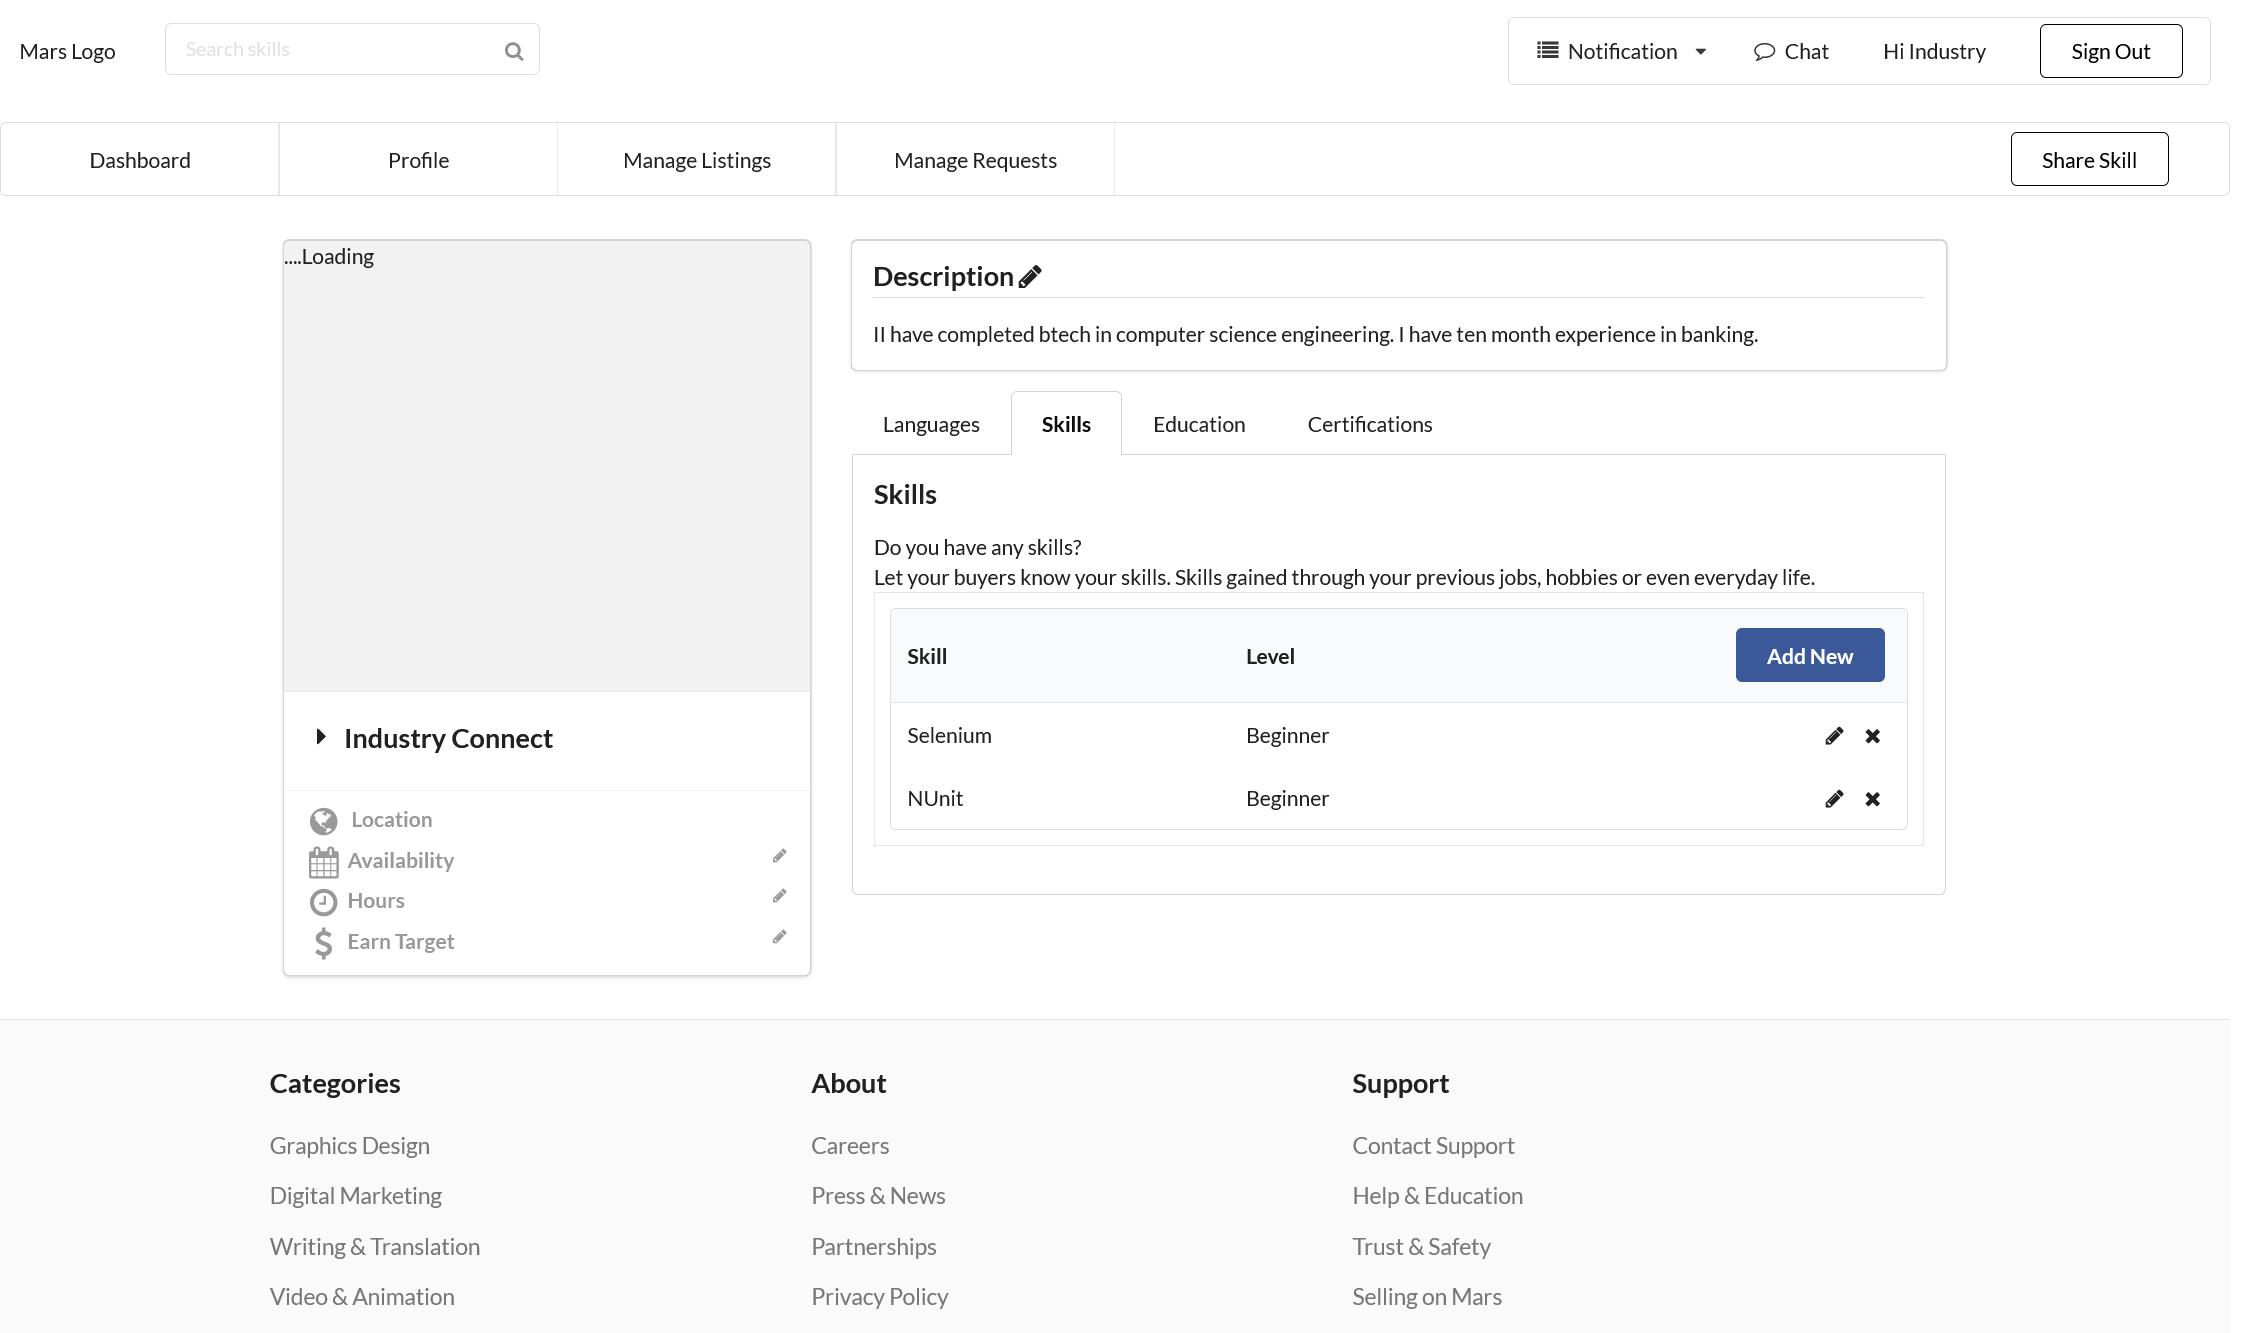 Mars Logo
Search skills
Notification
Chat
Hi Industry
Sign Out
Dashboard
Profile
Manage Listings
Manage Requests
Share Skill
....Loading
Industry Connect
Location
Availability
Hours
Earn Target
Description
II have completed btech in computer science engineering. I have ten month experience in banking.
Languages
Skills
Education
Certifications
Skills
Do you have any skills?
Let your buyers know your skills. Skills gained through your previous jobs, hobbies or even everyday life.
Skill Level Add New
Selenium Beginner
NUnit Beginner
Categories
Graphics Design
Digital Marketing
Writing & Translation
Video & Animation
About
Careers
Press & News
Partnerships
Privacy Policy
Support
Contact Support
Help & Education
Trust & Safety
Selling on Mars